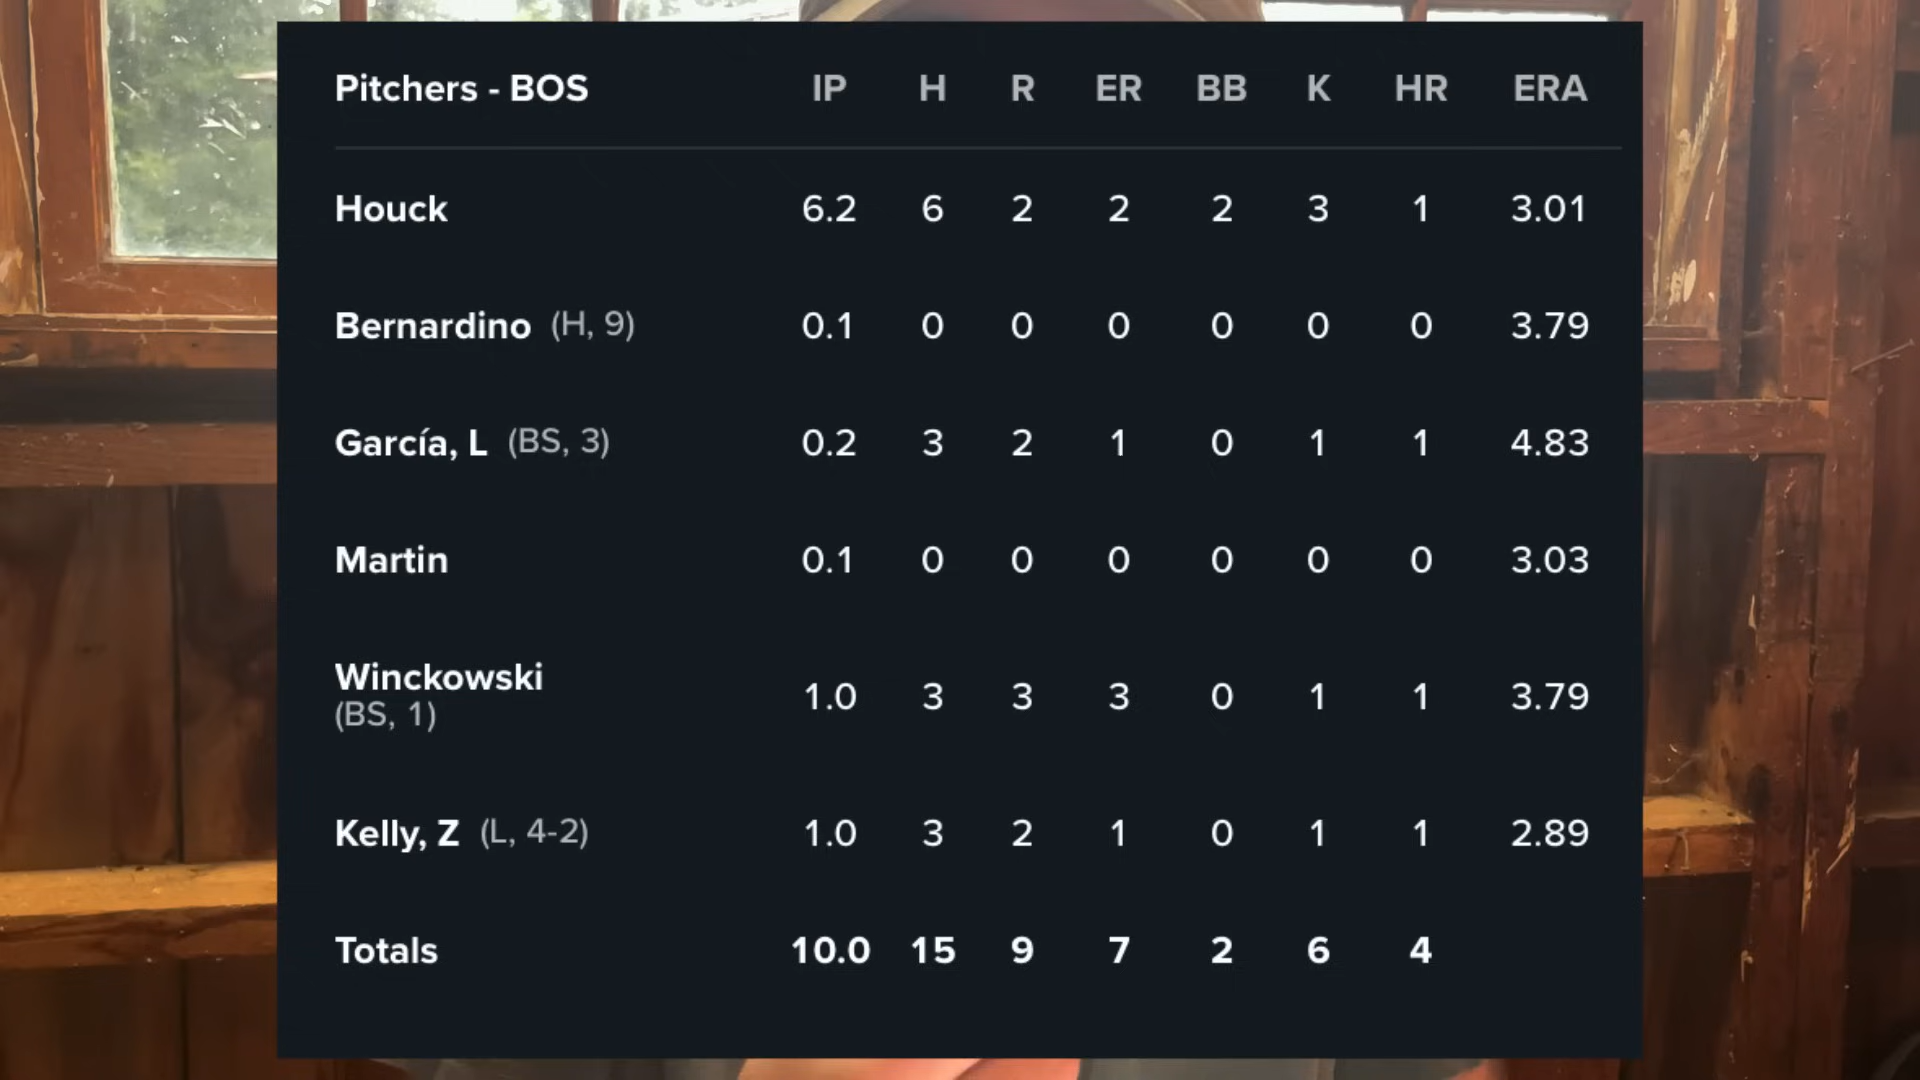 Pitchers - BOS IP H R ER BB K HR ERA
Houck 6.2 6 2 2 2 3 1 3.01
Bernardino (H, 9) 0.1 0 0 0 0 0 0 3.79
García, L (BS, 3) 0.2 3 2 1 0 1 1 4.83
Martin 0.1 0 0 0 0 0 0 3.03
Winckowski
(BS, 1) 1.0 3 3 3 0 1 1 3.79
Kelly, Z (L, 4-2) 1.0 3 2 1 0 1 1 2.89
Totals 10.0 15 9 7 2 6 4